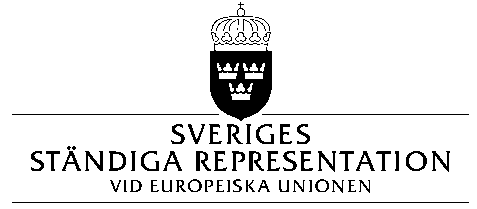 SVERIGES
STÄNDIGA REPRESENTATION
VID EUROPEISKA UNIONEN